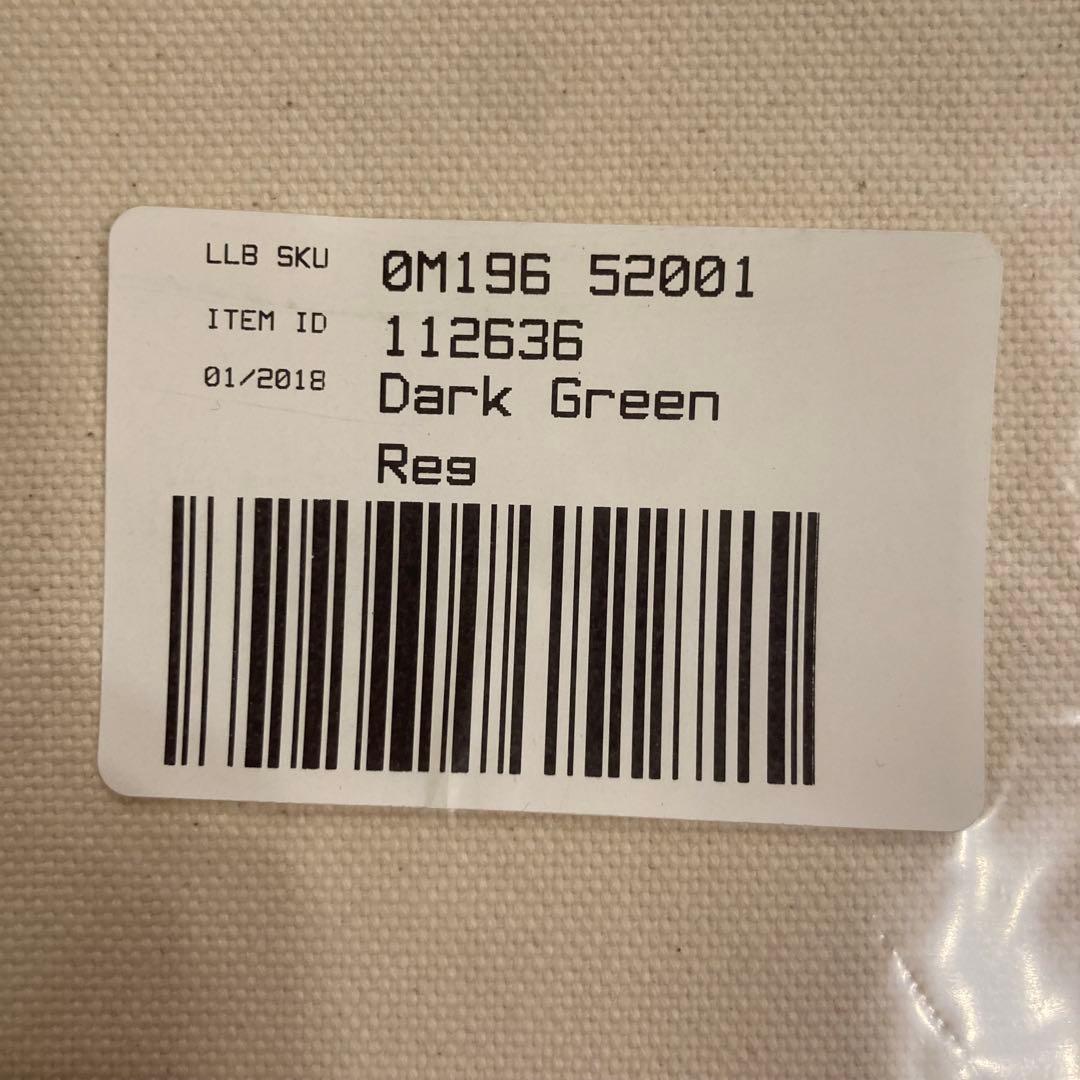 LLB SKU 0M196 52001
ITEM ID 112636
01/2018 Dark Green
Reg